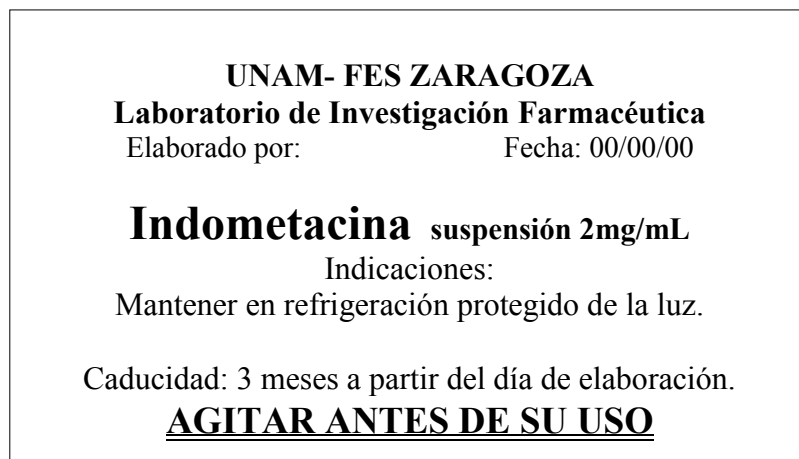 UNAM- FES ZARAGOZA
Laboratorio de Investigación Farmacéutica
Elaborado por: Fecha: 00/00/00
Indometacina suspensión 2mg/mL
Indicaciones:
Mantener en refrigeración protegido de la luz.
Caducidad: 3 meses a partir del día de elaboración.
AGITAR ANTES DE SU USO